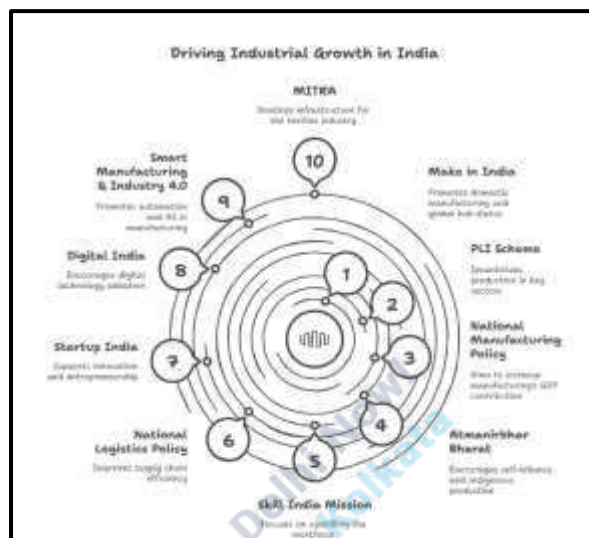 Driving Industrial Growth in India
MITRA
Develops infrastructure for
the textiles industry
10
Smart
Manufacturing
& Industry 4.0
Promotes automation
and AI in
manufacturing
9
Make in India
Promotes domestic
manufacturing and
global hub status
1
Digital India
Encourages digital
technology adoption
8
PLI Scheme
Incentivizes
production in key
sectors
2
National
Manufacturing
Policy
Aims to increase
manufacturing's GDP
contribution
3
Startup India
Supports innovation
and entrepreneurship
7
National
Logistics Policy
Improves supply chain
efficiency
6
Atmanirbhar
Bharat
Encourages self-reliance
and indigenous
production
4
5
Skill India Mission
Focuses on upskilling the
workforce
Delhi Now
Kolkata